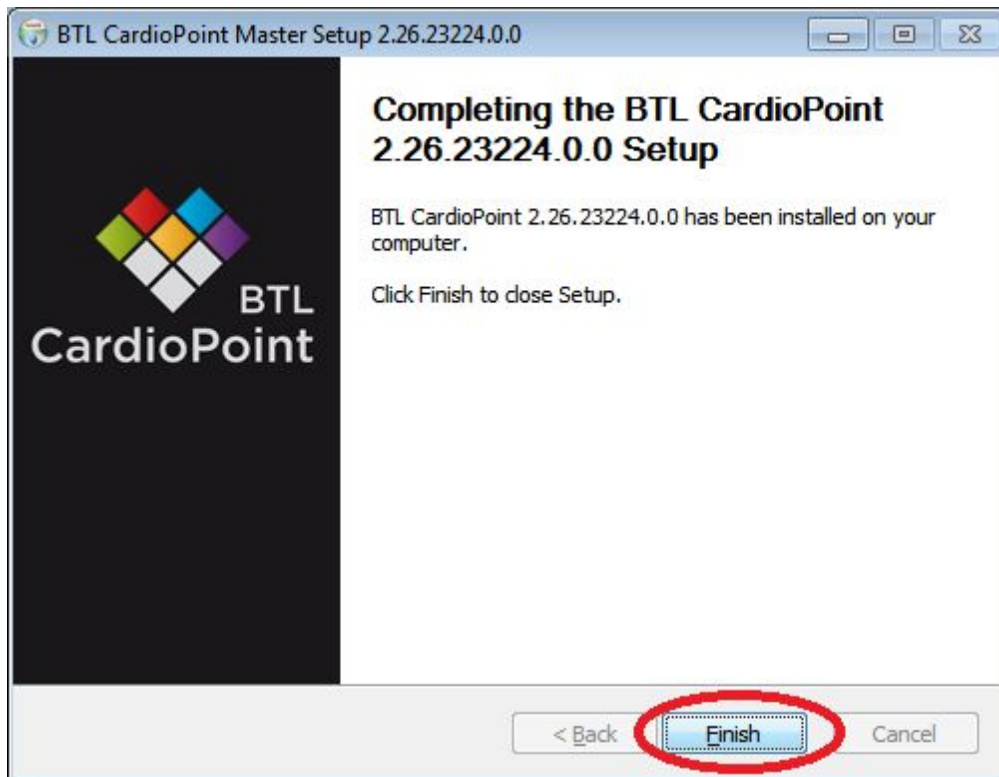 BTL CardioPoint Master Setup 2.26.23224.0.0
BTL
CardioPoint
Completing the BTL CardioPoint
2.26.23224.0.0 Setup
BTL CardioPoint 2.26.23224.0.0 has been installed on your
computer.
Click Finish to close Setup.
< Back
Finish
Cancel